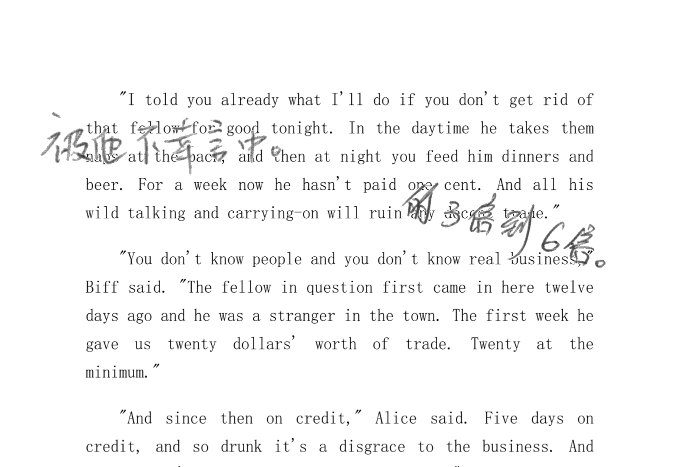 "I told you already what I'll do if you don't get rid of
that fellow for good tonight. In the daytime he takes them
naps at the back, and then at night you feed him dinners and
被她不幸言中。
beer. For a week now he hasn't paid one cent. And all his
wild talking and carrying-on will ruin any decent trade."
的3倍到6倍。
"You don't know people and you don't know real business,"
Biff said. "The fellow in question first came in here twelve
days ago and he was a stranger in the town. The first week he
gave us twenty dollars' worth of trade. Twenty at the
minimum."
"And since then on credit," Alice said. Five days on
credit, and so drunk it's a disgrace to the business. And